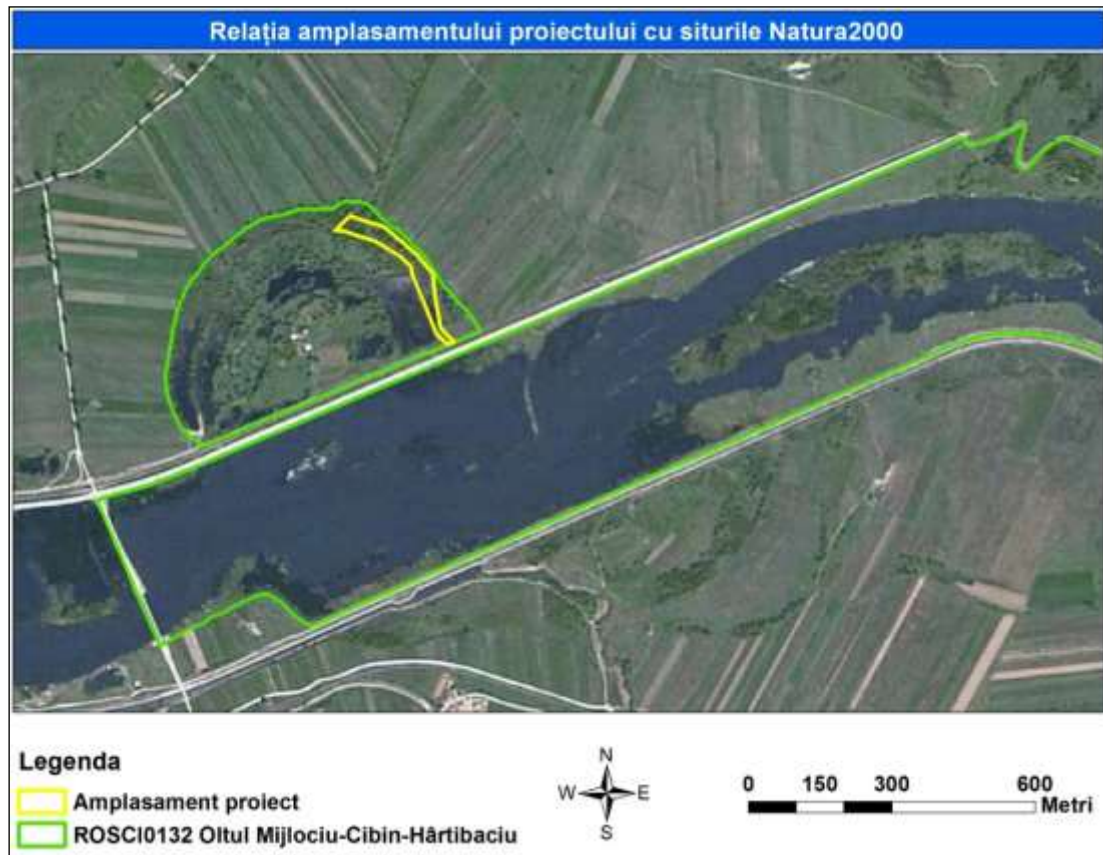 Relația amplasamentului proiectului cu siturile Natura2000
Legenda
Amplasament proiect
ROSCI0132 Oltul Mijlociu-Cibin-Hârtibaciu
N
W E
S
0 150 300 600
Metri